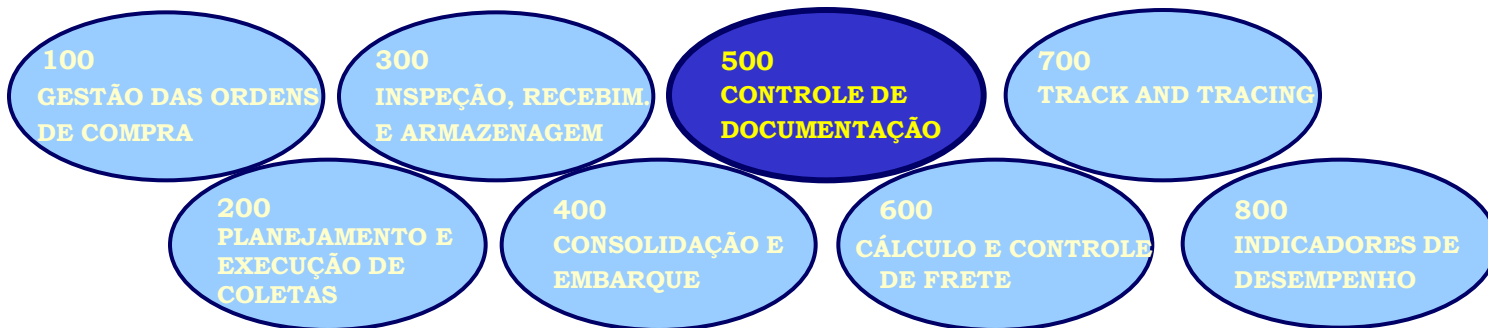 100
GESTÃO DAS ORDENS
DE COMPRA
300
INSPEÇÃO, RECEBIM.
E ARMAZENAGEM
500
CONTROLE DE
DOCUMENTAÇÃO
700
TRACK AND TRACING
200
PLANEJAMENTO E
EXECUÇÃO DE
COLETAS
400
CONSOLIDAÇÃO E
EMBARQUE
600
CÁLCULO E CONTROLE
DE FRETE
800
INDICADORES DE
DESEMPENHO